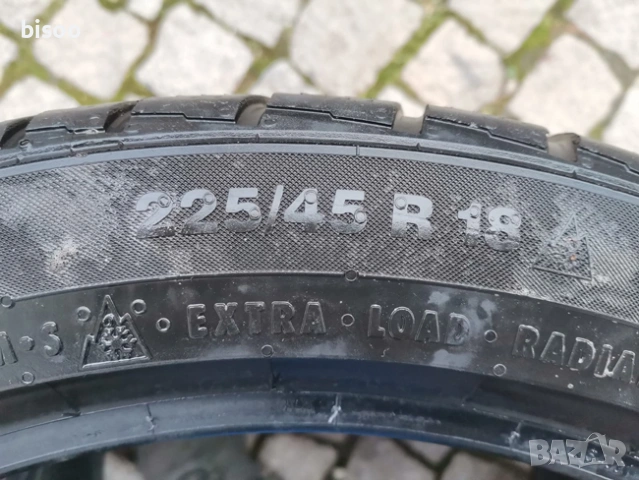 bisoo
225/45 R 18
M·S · EXTRA · LOAD · RADIA
BAZAR